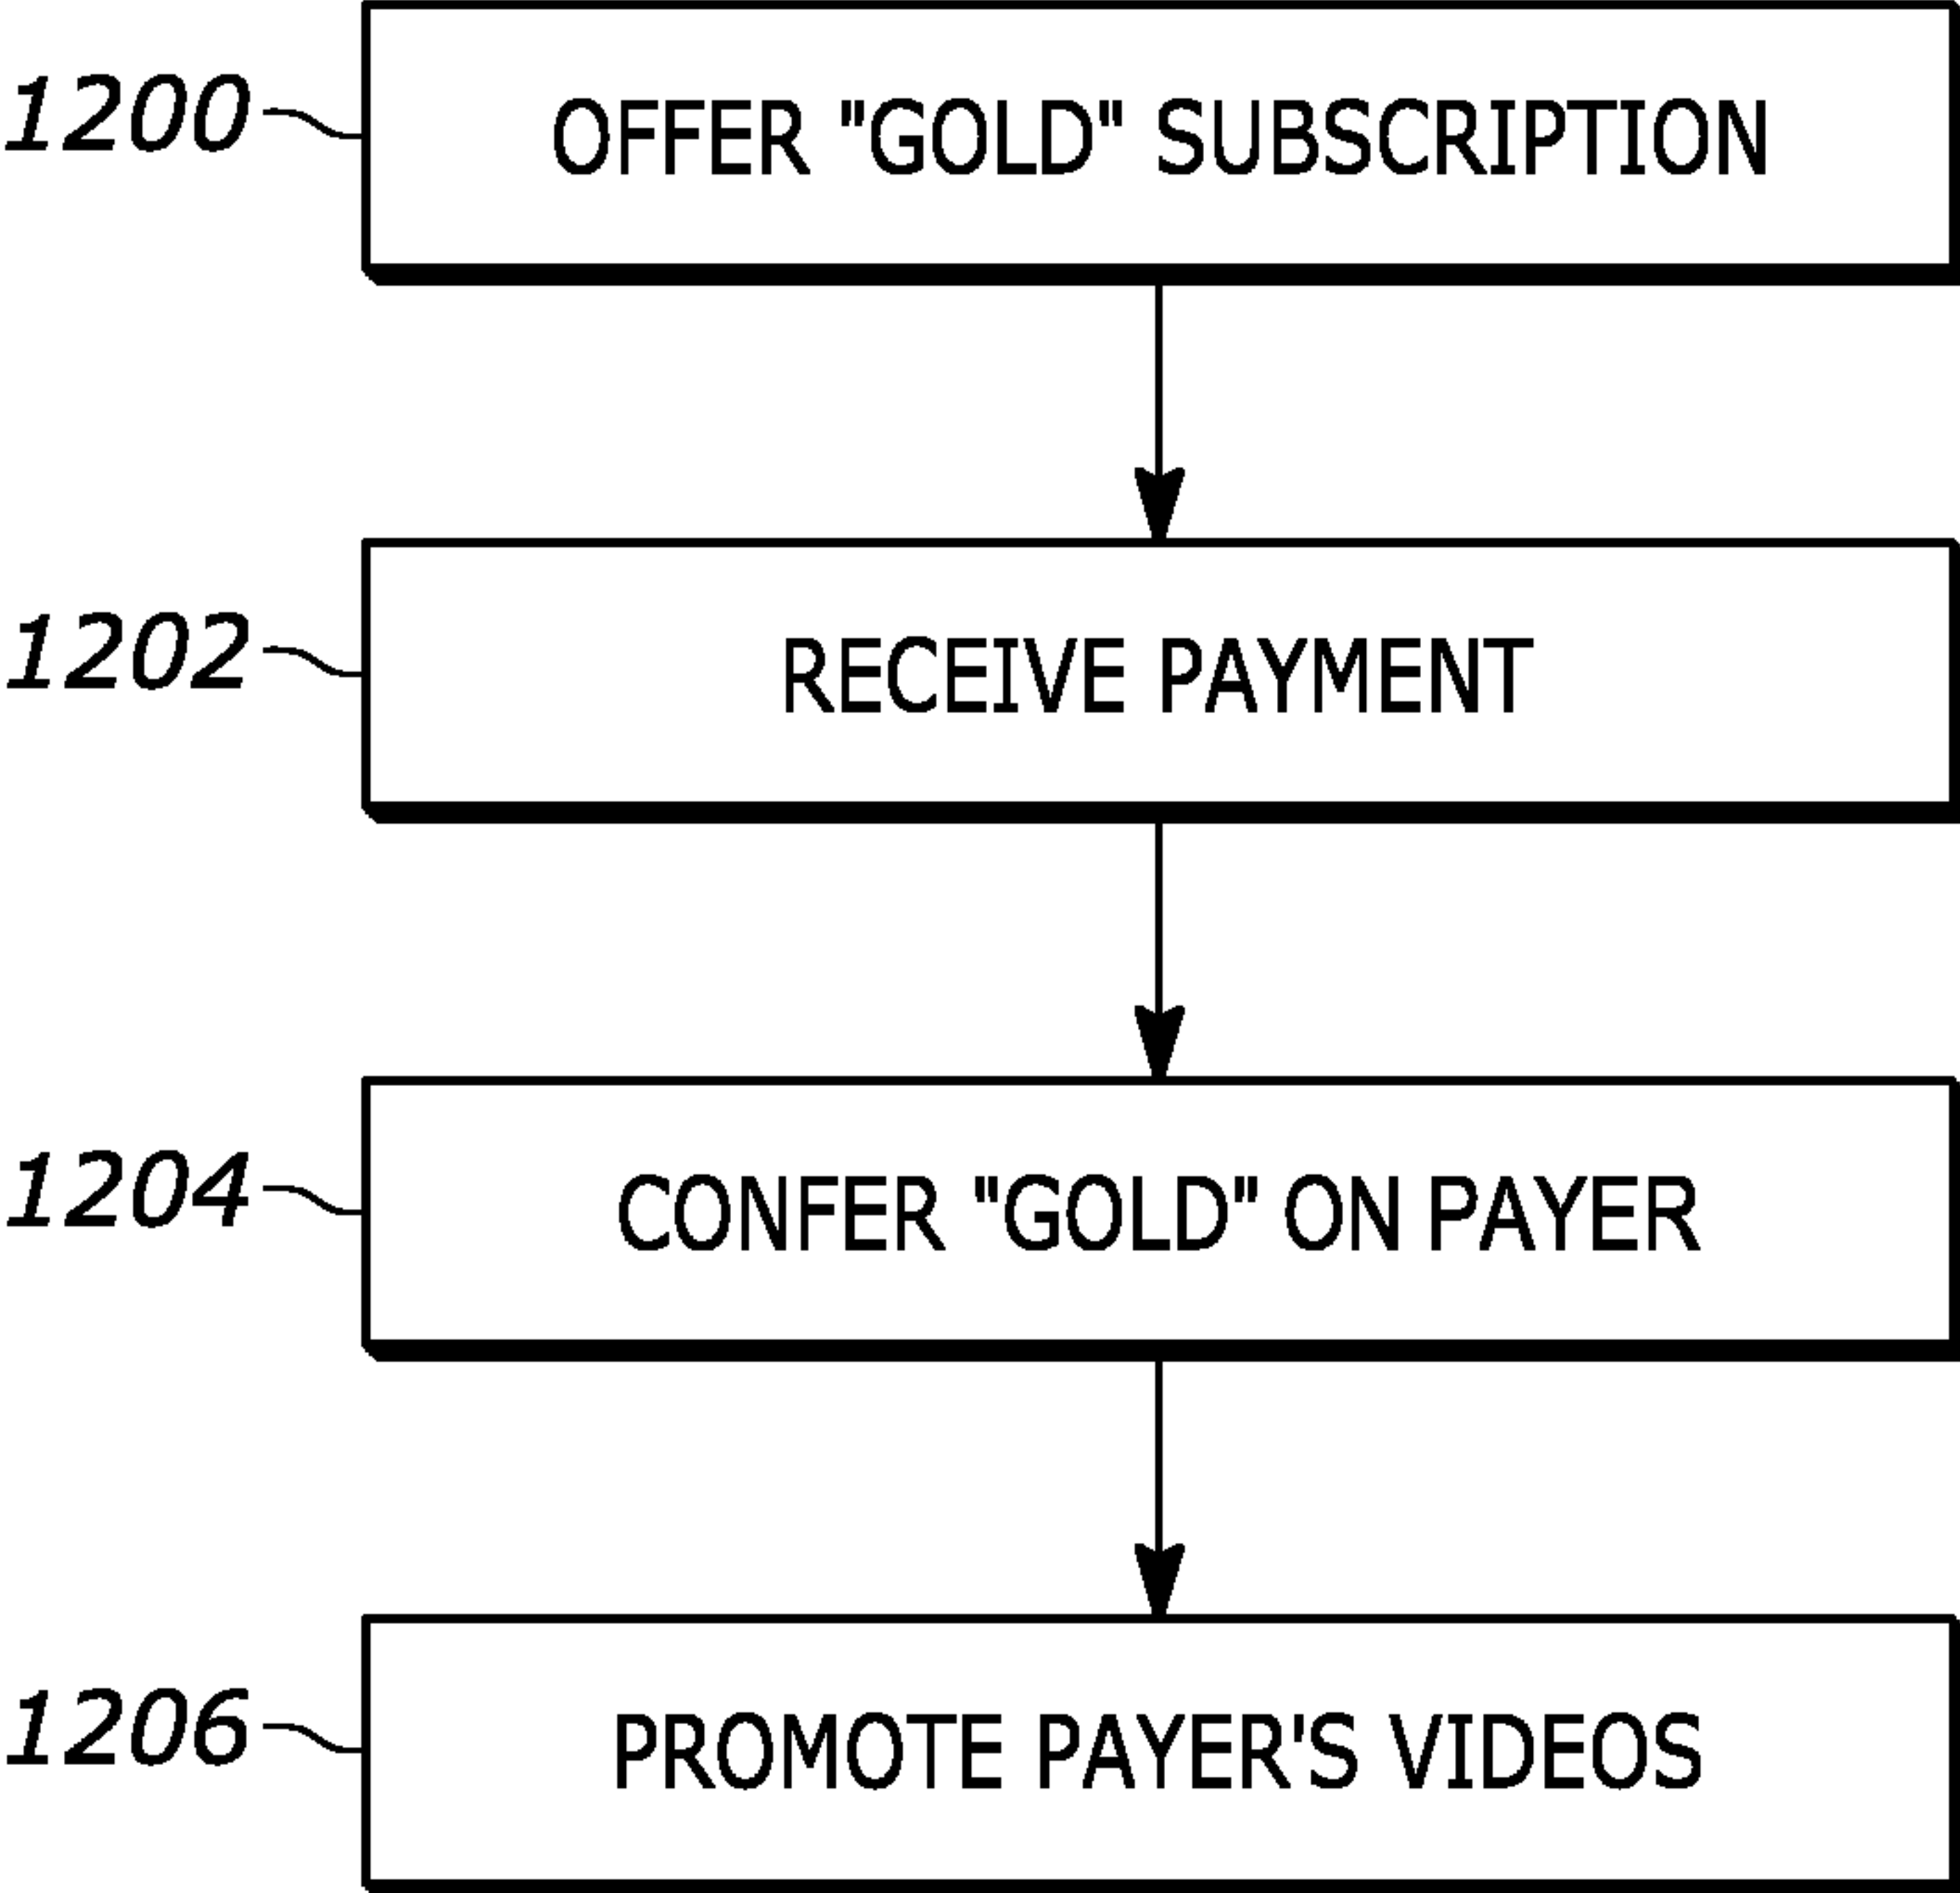 1200
OFFER "GOLD" SUBSCRIPTION
1202
RECEIVE PAYMENT
1204
CONFER "GOLD" ON PAYER
1206
PROMOTE PAYER'S VIDEOS